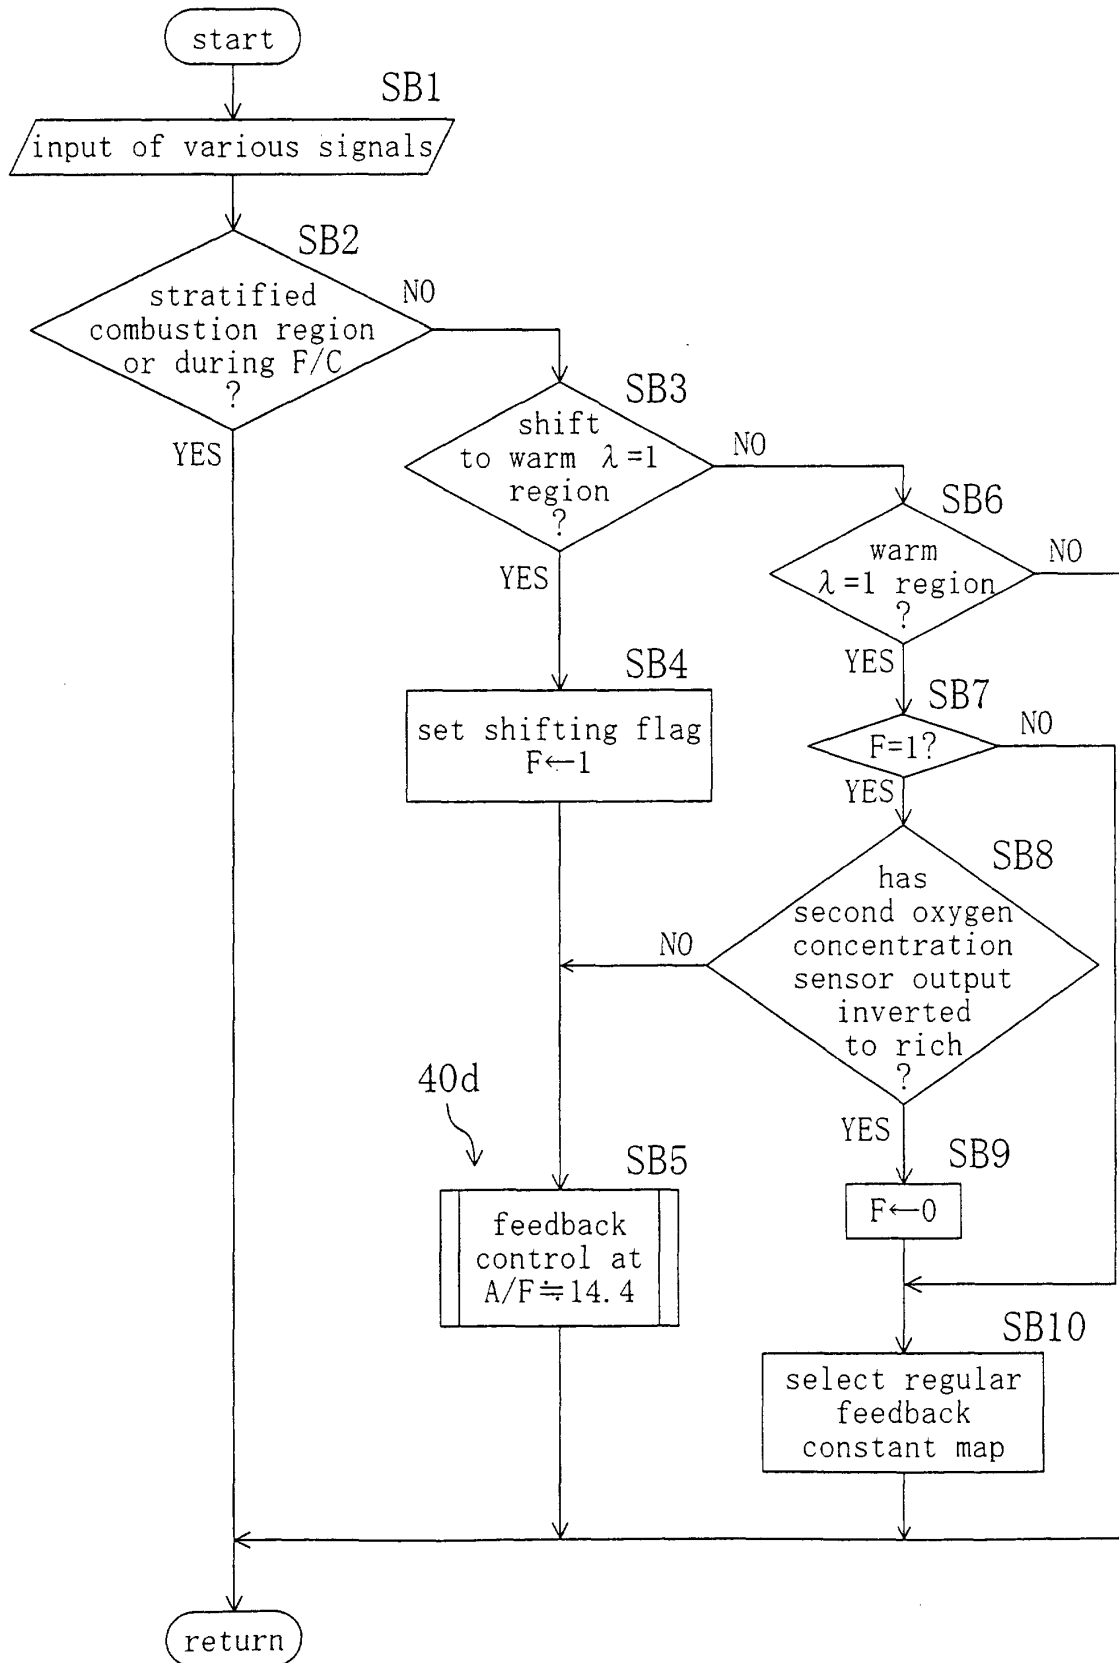 start
SB1
input of various signals
SB2
stratified
combustion region
or during F/C
?
NO
YES
SB3
shift
to warm λ=1
region
?
NO
YES
SB6
warm
λ=1 region
?
NO
YES
SB4
set shifting flag
F←1
SB7
F=1?
NO
YES
SB8
has
second oxygen
concentration
sensor output
inverted
to rich
?
NO
YES
40d
SB5
feedback
control at
A/F≒14.4
SB9
F←0
SB10
select regular
feedback
constant map
return